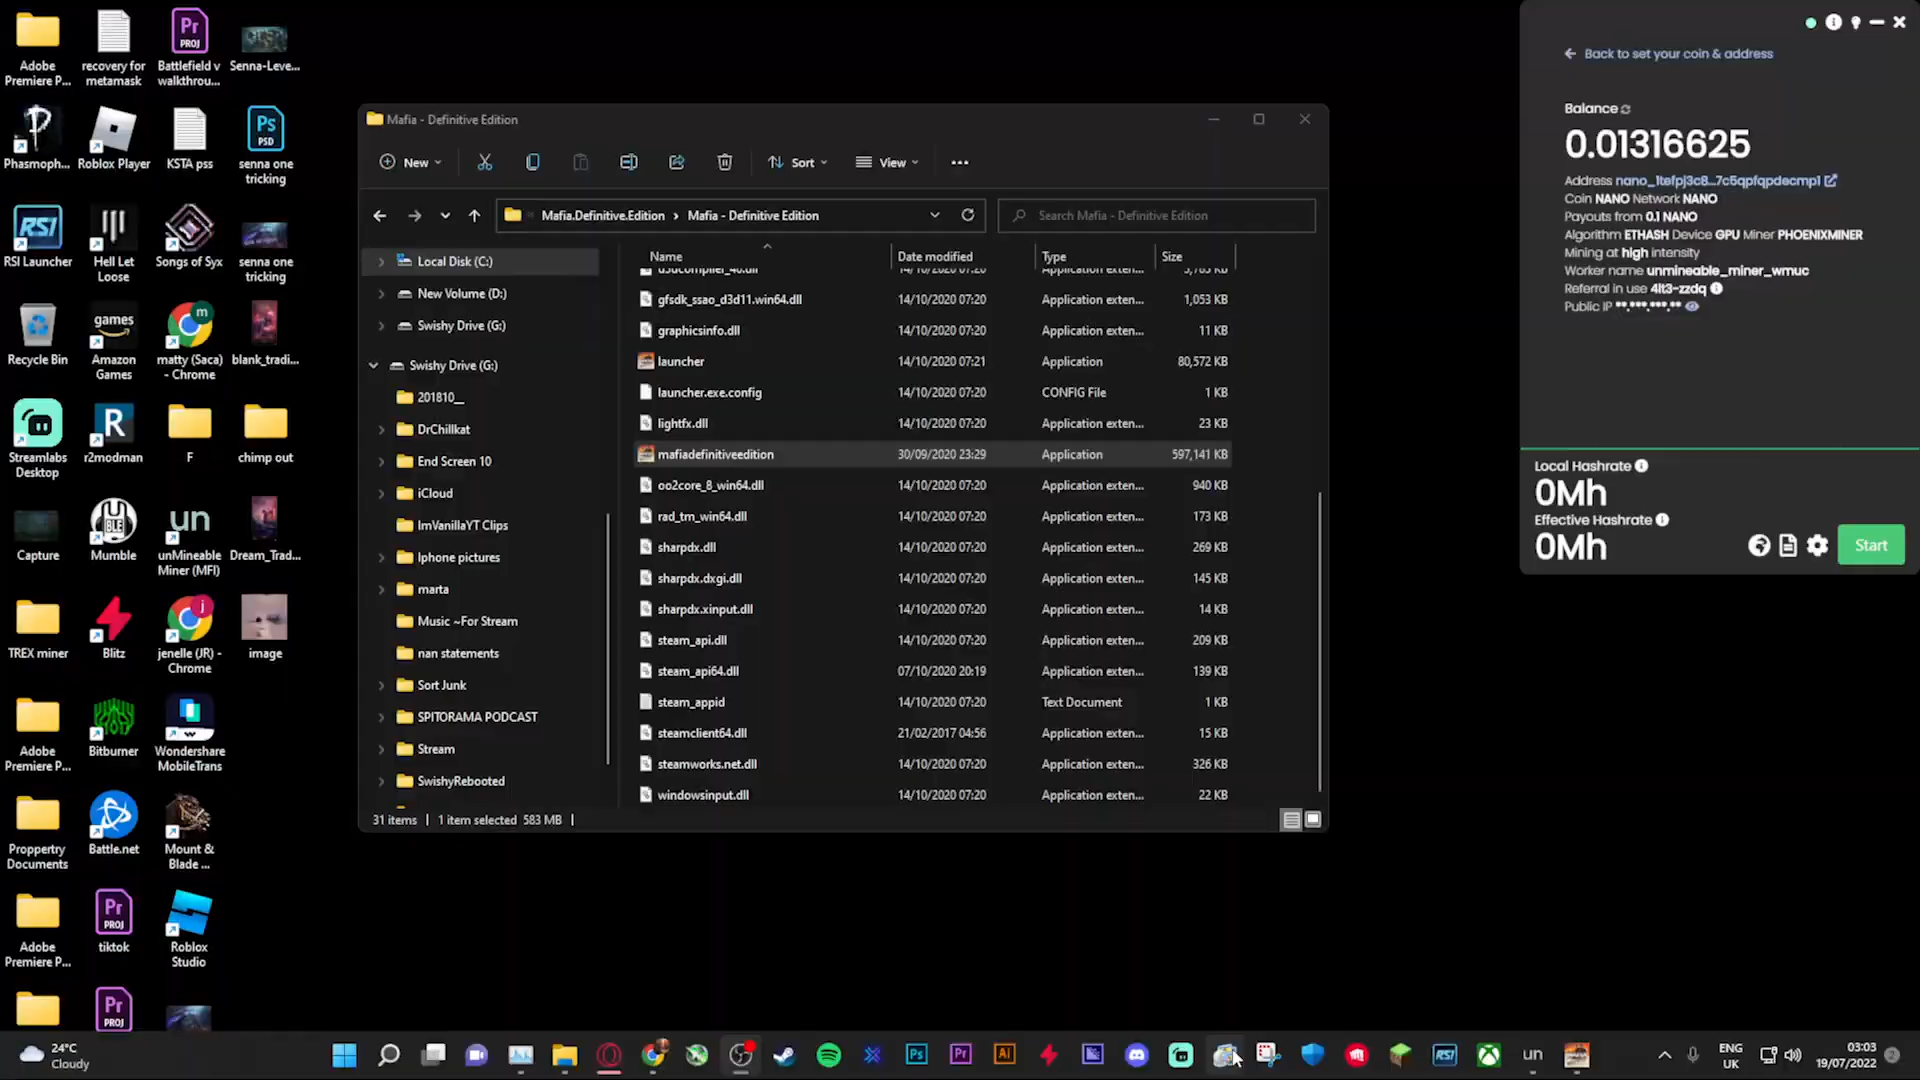 Adobe
Premiere P...
recovery for
metamask
Battlefield v
walkthrou...
Senna-Leve...
Phasmoph...
Roblox Player
KSTA pss
senna one
tricking
RSI Launcher
Hell Let
Loose
Songs of Syx
senna one
tricking
Recycle Bin
Amazon
Games
matty (Saca)
- Chrome
blank_tradi...
Streamlabs
Desktop
r2modman
F
chimp out
Capture
Mumble
unMineable
Miner (MFI)
Dream_Trad...
TREX miner
Blitz
jenelle (JR) -
Chrome
image
Adobe
Premiere P...
Bitburner
Wondershare
MobileTrans
Proppertry
Documents
Battle.net
Mount &
Blade ...
Adobe
Premiere P...
tiktok
Roblox
Studio
Mafia - Definitive Edition
New
Sort
View
Mafia.Definitive.Edition > Mafia - Definitive Edition
Search Mafia - Definitive Edition
Local Disk (C:)
New Volume (D:)
Swishy Drive (G:)
Swishy Drive (G:)
201810__
DrChillkat
End Screen 10
iCloud
ImVanillaYT Clips
Iphone pictures
marta
Music ~For Stream
nan statements
Sort Junk
SPITORAMA PODCAST
Stream
SwishyRebooted
Name Date modified Type Size
gfsdk_ssao_d3d11.win64.dll 14/10/2020 07:20 Application exten... 1,053 KB
graphicsinfo.dll 14/10/2020 07:20 Application exten... 11 KB
launcher 14/10/2020 07:21 Application 80,572 KB
launcher.exe.config 14/10/2020 07:20 CONFIG File 1 KB
lightfx.dll 14/10/2020 07:20 Application exten... 23 KB
mafiadefinitiveedition 30/09/2020 23:29 Application 597,141 KB
oo2core_8_win64.dll 14/10/2020 07:20 Application exten... 940 KB
rad_tm_win64.dll 14/10/2020 07:20 Application exten... 173 KB
sharpdx.dll 14/10/2020 07:20 Application exten... 269 KB
sharpdx.dxgi.dll 14/10/2020 07:20 Application exten... 145 KB
sharpdx.xinput.dll 14/10/2020 07:20 Application exten... 14 KB
steam_api.dll 14/10/2020 07:20 Application exten... 209 KB
steam_api64.dll 07/10/2020 20:19 Application exten... 139 KB
steam_appid 14/10/2020 07:20 Text Document 1 KB
steamclient64.dll 21/02/2017 04:56 Application exten... 15 KB
steamworks.net.dll 14/10/2020 07:20 Application exten... 326 KB
windowsinput.dll 14/10/2020 07:20 Application exten... 22 KB
31 items | 1 item selected 583 MB |
Back to set your coin & address
Balance
0.01316625
Address nano_1tefpj3c8...7c5qpfqpdecmp1
Coin NANO Network NANO
Payouts from 0.1 NANO
Algorithm ETHASH Device GPU Miner PHOENIXMINER
Mining at high intensity
Worker name unmineable_miner_wmuc
Referral in use 4lt3-zzdq
Public IP **.***.***.**
Local Hashrate
0Mh
Effective Hashrate
0Mh
Start
24°C
Cloudy
ENG
UK
03:03
19/07/2022